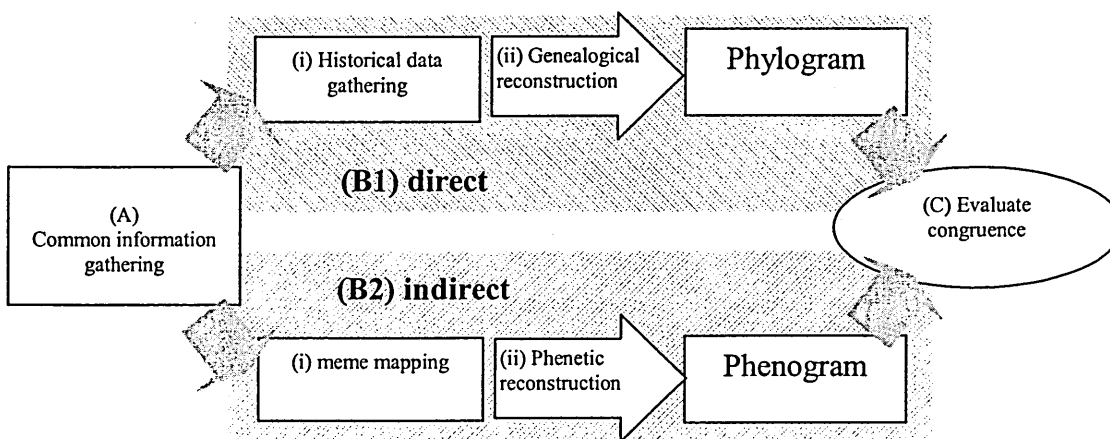 (i) Historical data
gathering
(ii) Genealogical
reconstruction
Phylogram
(B1) direct
(A)
Common information
gathering
(C) Evaluate
congruence
(B2) indirect
(i) meme mapping
(ii) Phenetic
reconstruction
Phenogram